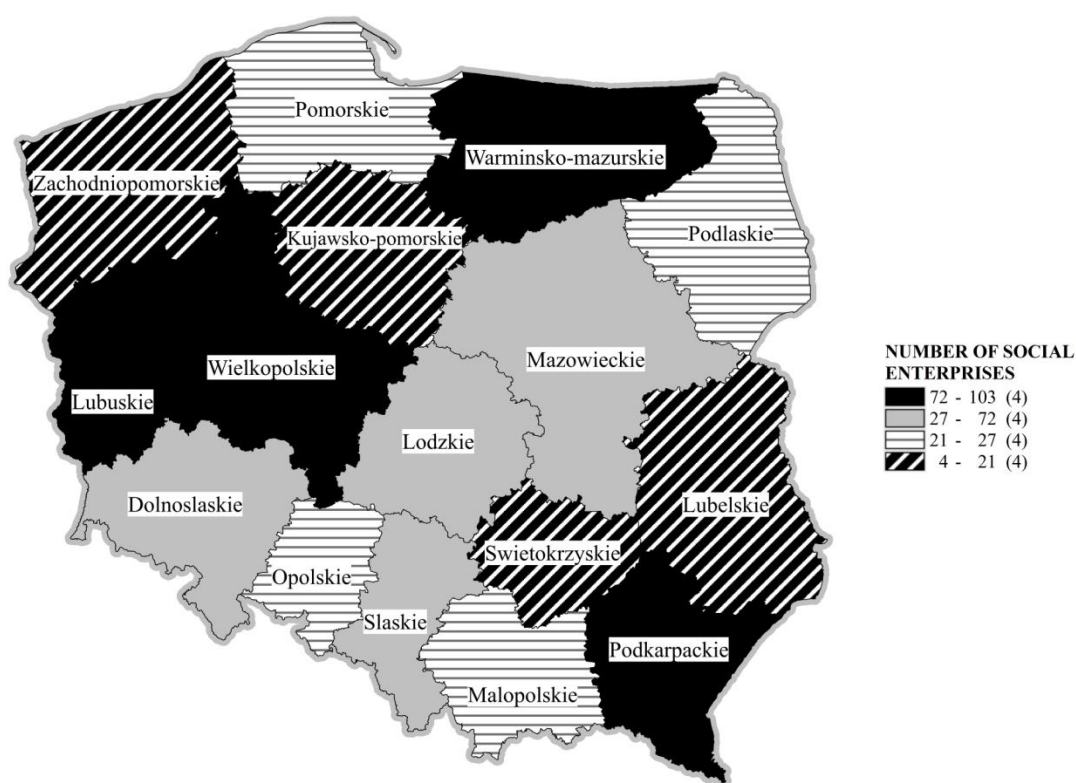 Pomorskie
Warminsko-mazurskie
Zachodniopomorskie
Kujawsko-pomorskie
Podlaskie
Mazowieckie
Wielkopolskie
Lubuskie
Lodzkie
Dolnoslaskie
Lubelskie
Swietokrzyskie
Opolskie
Slaskie
Podkarpackie
Malopolskie
NUMBER OF SOCIAL
ENTERPRISES
72 - 103 (4)
27 - 72 (4)
21 - 27 (4)
4 - 21 (4)